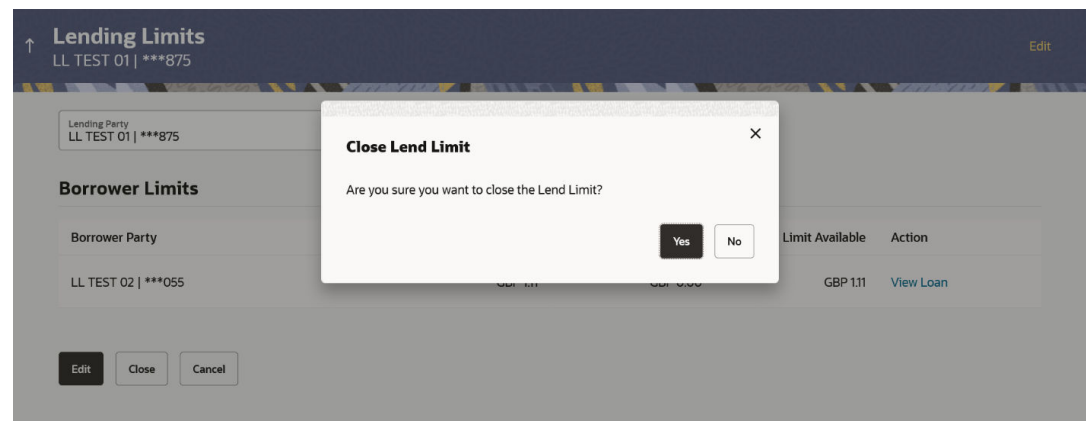 Lending Limits
LL TEST 01 | ***875
Edit
Lending Party
LL TEST 01 | ***875
Close Lend Limit
Are you sure you want to close the Lend Limit?
Yes No
Borrower Limits
Borrower Party Limit Available Action
LL TEST 02 | ***055 GBP 1.11 View Loan
Edit Close Cancel